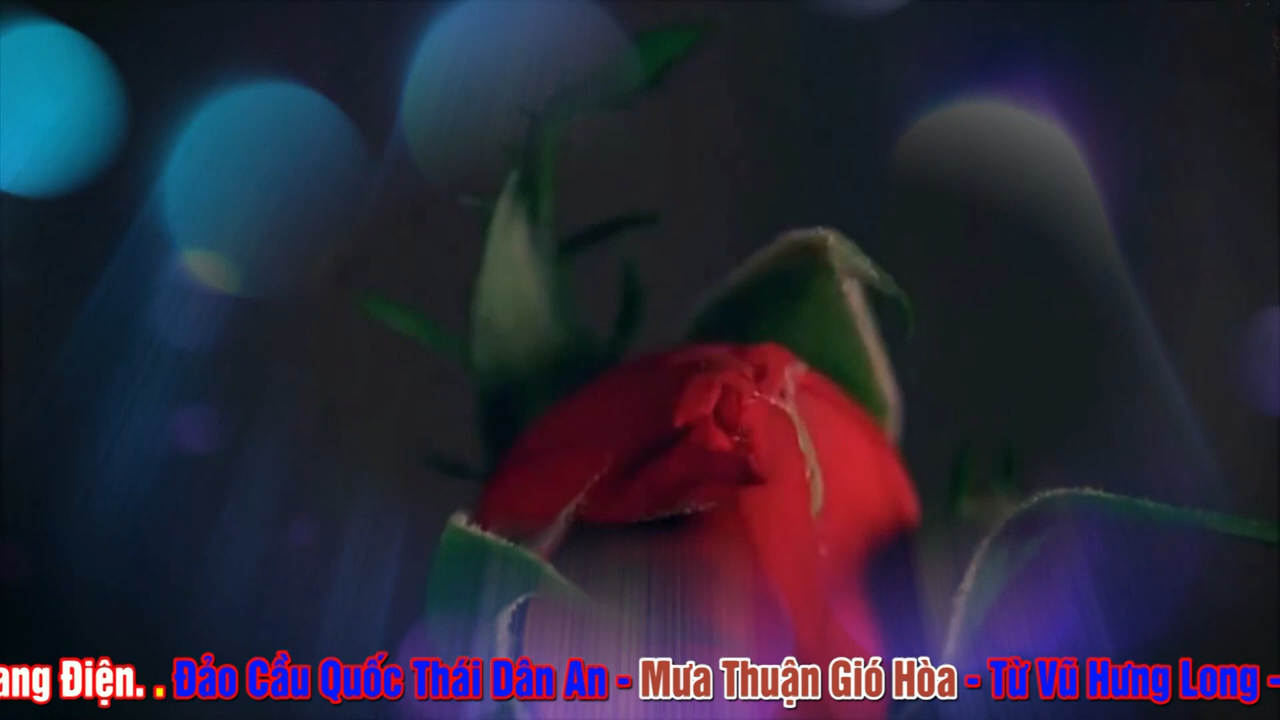 ang Điện. . Đảo Cầu Quốc Thái Dân An - Mưa Thuận Gió Hòa - Từ Vũ Hưng Long -